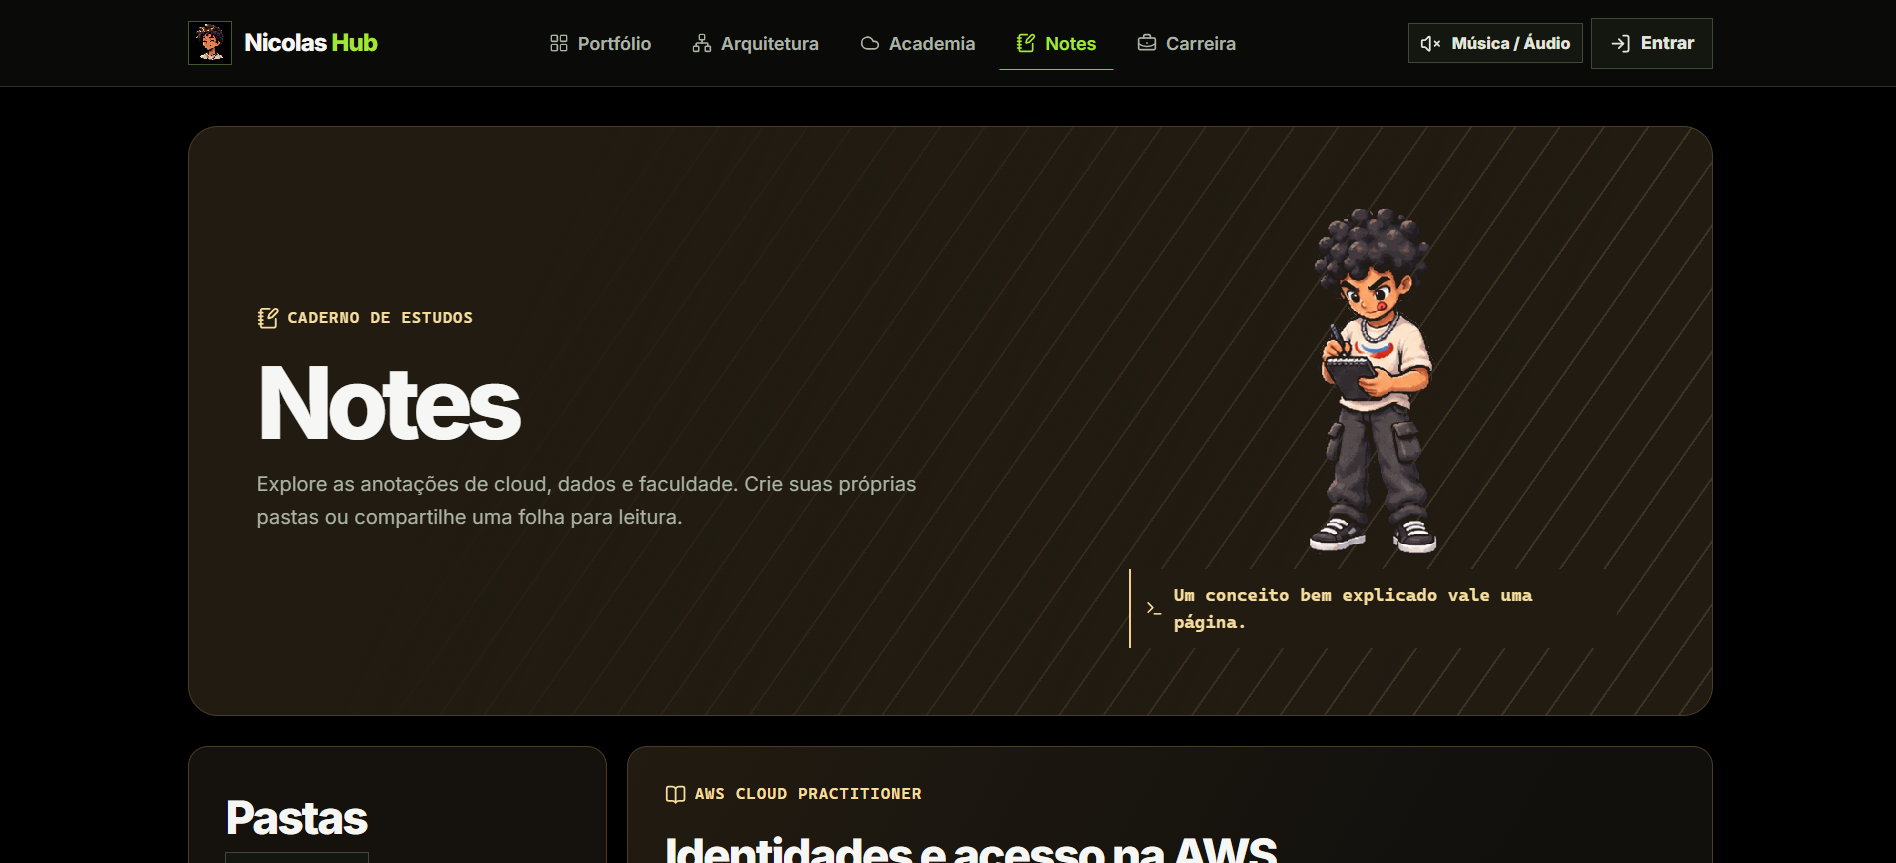 Nicolas Hub
Portfólio
Arquitetura
Academia
Notes
Carreira
Música / Áudio
Entrar
CADERNO DE ESTUDOS
Notes
Explore as anotações de cloud, dados e faculdade. Crie suas próprias
pastas ou compartilhe uma folha para leitura.
Um conceito bem explicado vale uma
página.
Pastas
AWS CLOUD PRACTITIONER
Identidades e acesso na AWS